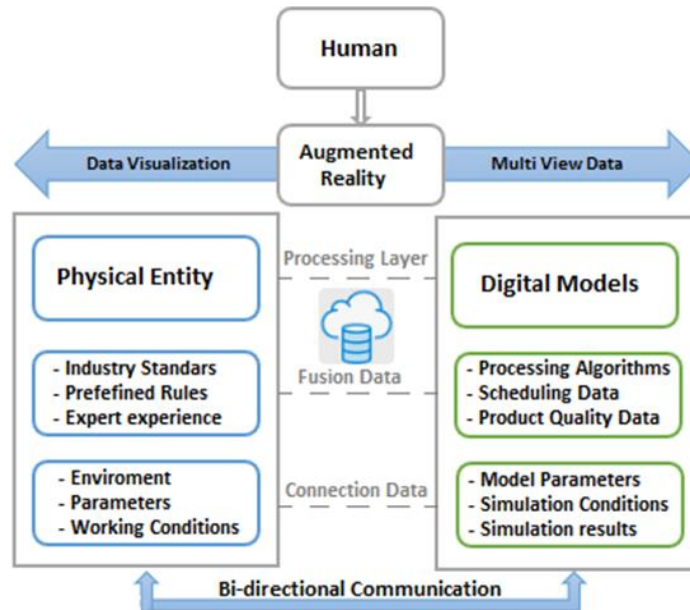 Human
Data Visualization
Augmented
Reality
Multi View Data
Physical Entity
- Industry Standars
- Prefefined Rules
- Expert experience
- Enviroment
- Parameters
- Working Conditions
Processing Layer
Fusion Data
Connection Data
Digital Models
- Processing Algorithms
- Scheduling Data
- Product Quality Data
- Model Parameters
- Simulation Conditions
- Simulation results
Bi-directional Communication